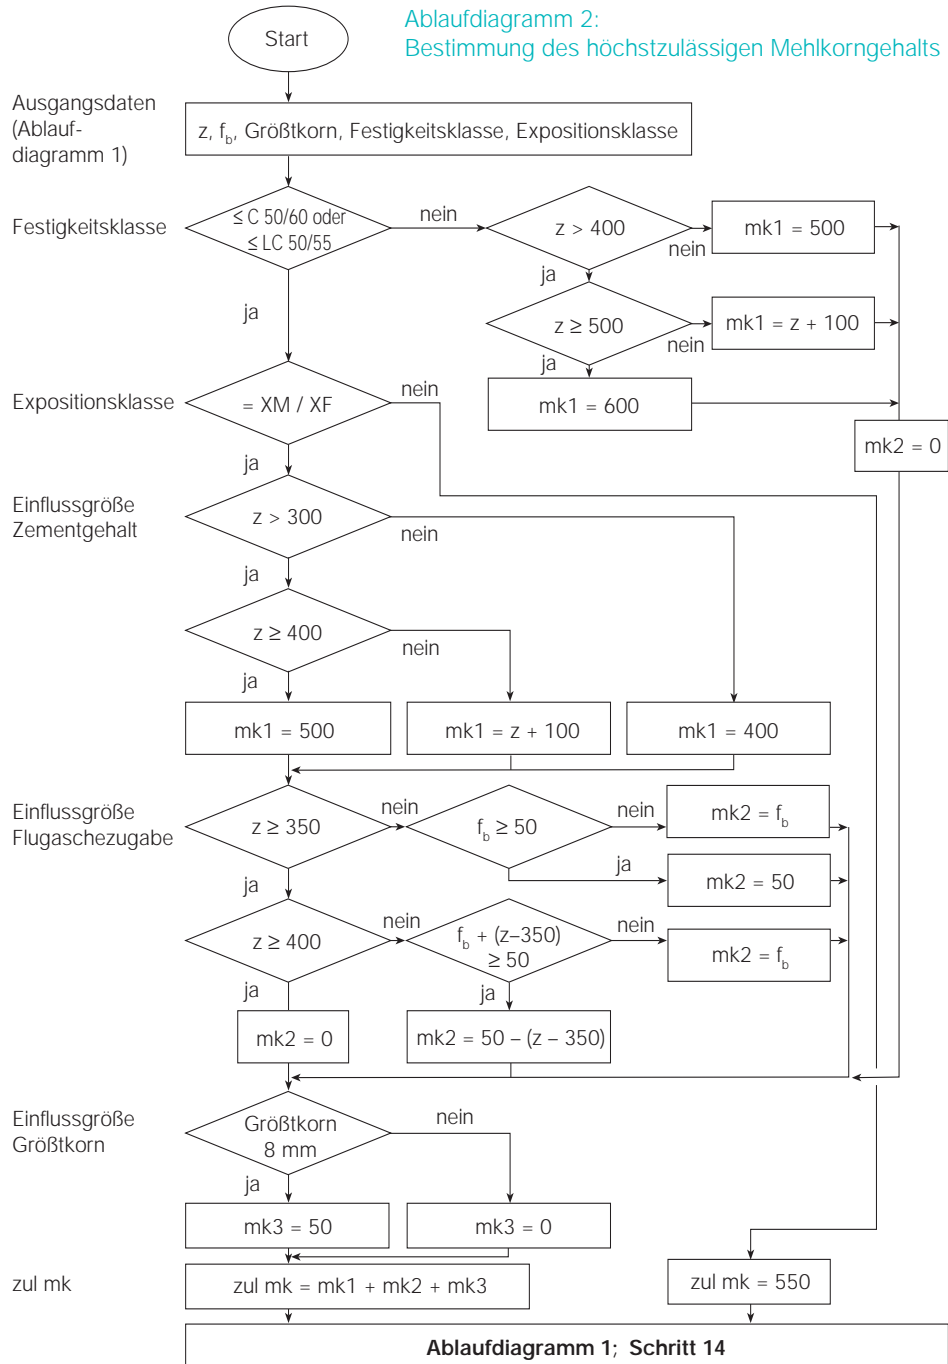 Ablaufdiagramm 2:
Bestimmung des höchstzulässigen Mehlkorngehalts
Start
Ausgangsdaten
(Ablauf-
diagramm 1)
z, f_b, Größtkorn, Festigkeitsklasse, Expositionsklasse
Festigkeitsklasse
≤ C 50/60 oder
≤ LC 50/55
nein
z > 400
nein
mk1 = 500
ja
ja
z ≥ 500
nein
mk1 = z + 100
ja
mk1 = 600
Expositionsklasse
= XM / XF
nein
mk2 = 0
ja
Einflussgröße
Zementgehalt
z > 300
nein
ja
z ≥ 400
nein
ja
mk1 = 500
mk1 = z + 100
mk1 = 400
Einflussgröße
Flugaschezugabe
z ≥ 350
nein
f_b ≥ 50
nein
mk2 = f_b
ja
mk2 = 50
ja
z ≥ 400
nein
f_b + (z–350)
≥ 50
nein
mk2 = f_b
ja
ja
mk2 = 0
mk2 = 50 – (z – 350)
Einflussgröße
Größtkorn
Größtkorn
8 mm
nein
ja
mk3 = 50
mk3 = 0
zul mk
zul mk = mk1 + mk2 + mk3
zul mk = 550
Ablaufdiagramm 1; Schritt 14